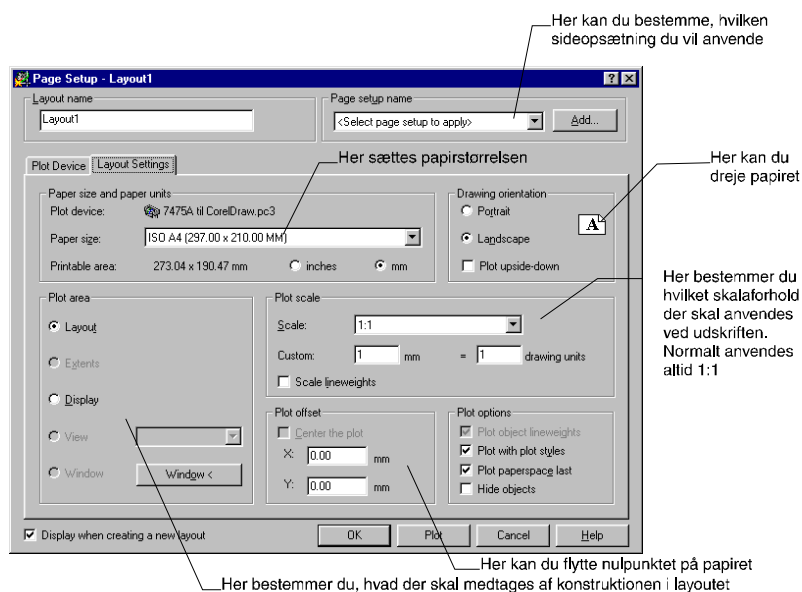 Her kan du bestemme, hvilken
sideopsætning du vil anvende
Page Setup - Layout1
Layout name
Layout1
Page setup name
<Select page setup to apply>
Add...
Plot Device
Layout Settings
Her sættes papirstørrelsen
Her kan du
dreje papiret
Paper size and paper units
Plot device: 7475A til CorelDraw.pc3
Paper size: ISO A4 (297.00 x 210.00 MM)
Printable area: 273.04 x 190.47 mm inches mm
Drawing orientation
Portrait
Landscape
Plot upside-down
A
Her bestemmer du
hvilket skalaforhold
der skal anvendes
ved udskriften.
Normalt anvendes
altid 1:1
Plot area
Layout
Extents
Display
View
Window
Window <
Plot scale
Scale: 1:1
Custom: 1 mm = 1 drawing units
Scale lineweights
Plot offset
Center the plot
X: 0.00 mm
Y: 0.00 mm
Plot options
Plot object lineweights
Plot with plot styles
Plot paperspace last
Hide objects
Display when creating a new layout
OK
Plot
Cancel
Help
Her kan du flytte nulpunktet på papiret
Her bestemmer du, hvad der skal medtages af konstruktionen i layoutet